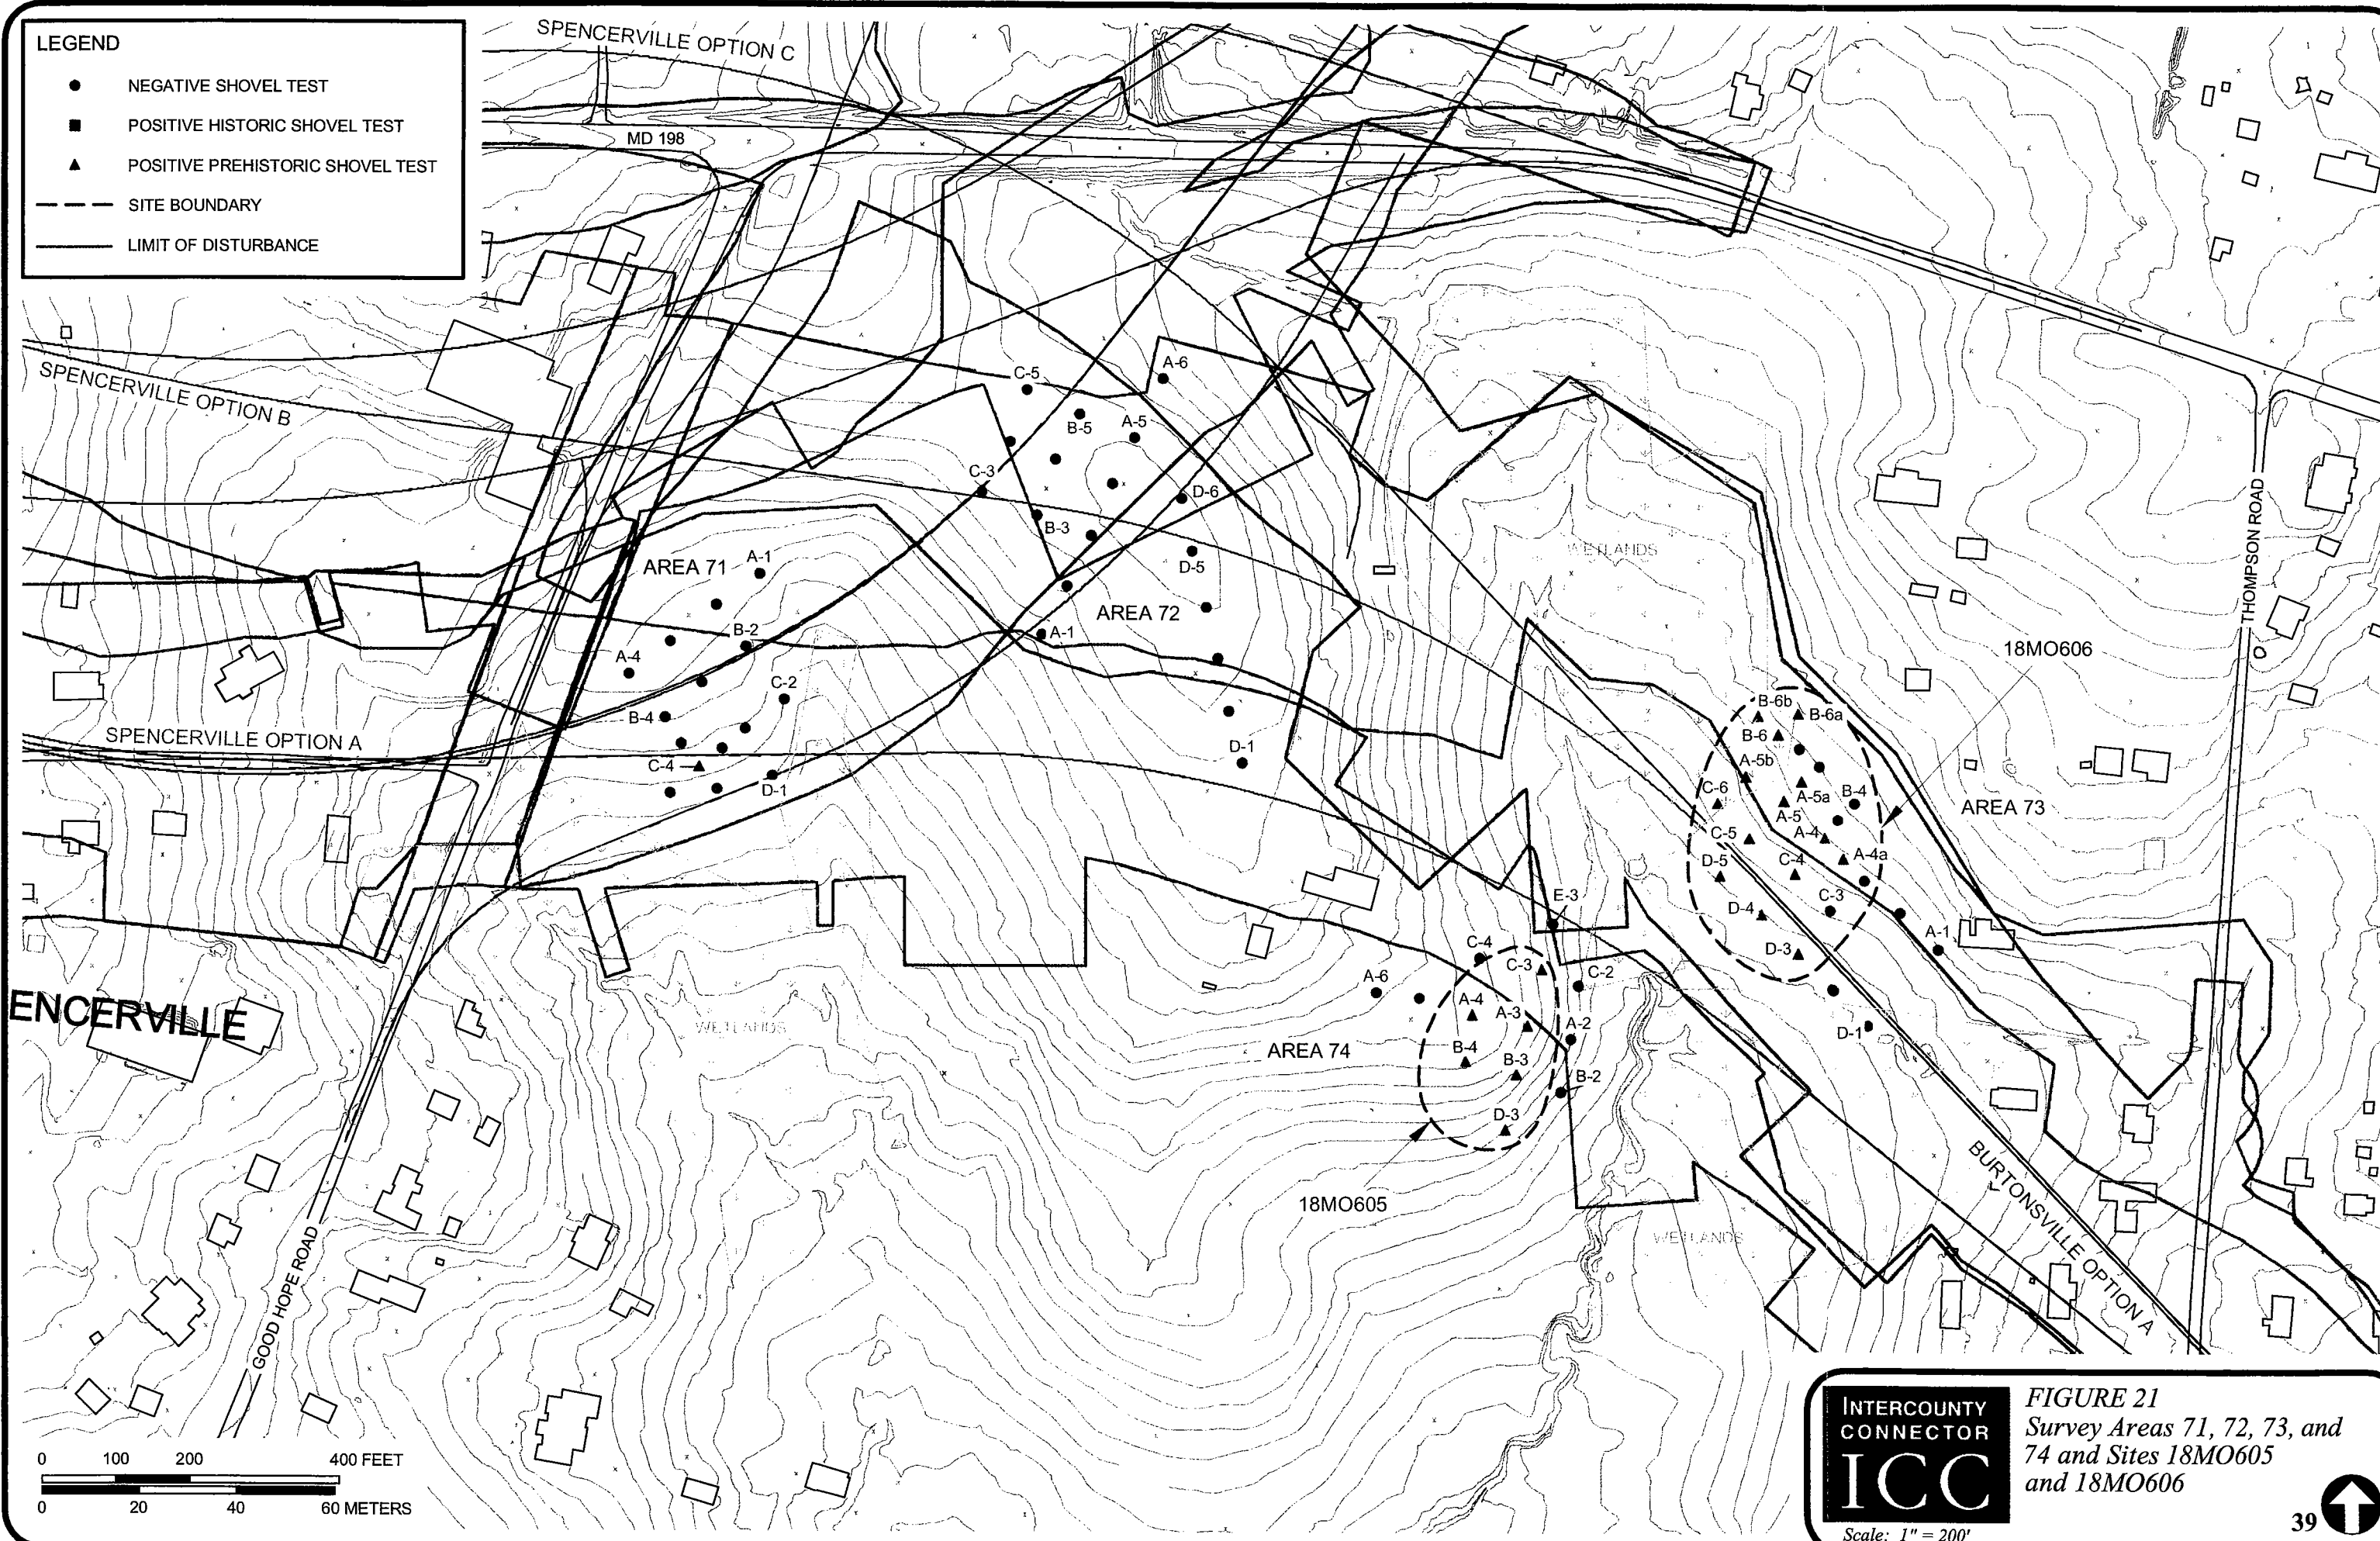 LEGEND
NEGATIVE SHOVEL TEST
POSITIVE HISTORIC SHOVEL TEST
POSITIVE PREHISTORIC SHOVEL TEST
SITE BOUNDARY
LIMIT OF DISTURBANCE
SPENCERVILLE OPTION C
MD 198
SPENCERVILLE OPTION B
C-5
A-6
B-5
A-5
C-3
D-6
B-3
D-5
AREA 72
A-1
D-1
AREA 71
A-1
B-2
A-4
C-2
B-4
C-4
D-1
SPENCERVILLE OPTION A
WETLANDS
THOMPSON ROAD
18MO606
B-6b
B-6a
B-6
A-5b
C-6
A-5a
B-4
A-5
C-5
A-4
D-5
C-4
A-4a
C-3
D-4
A-1
D-3
D-1
AREA 73
E-3
C-4
C-3
C-2
A-6
A-4
A-3
A-2
B-4
B-3
B-2
D-3
AREA 74
18MO605
ENCERVILLE
WETLANDS
WETLANDS
GOOD HOPE ROAD
BURTONSVILLE OPTION A
0 100 200 400 FEET
0 20 40 60 METERS
INTERCOUNTY
CONNECTOR
ICC
Scale: 1" = 200'
FIGURE 21
Survey Areas 71, 72, 73, and
74 and Sites 18MO605
and 18MO606
39